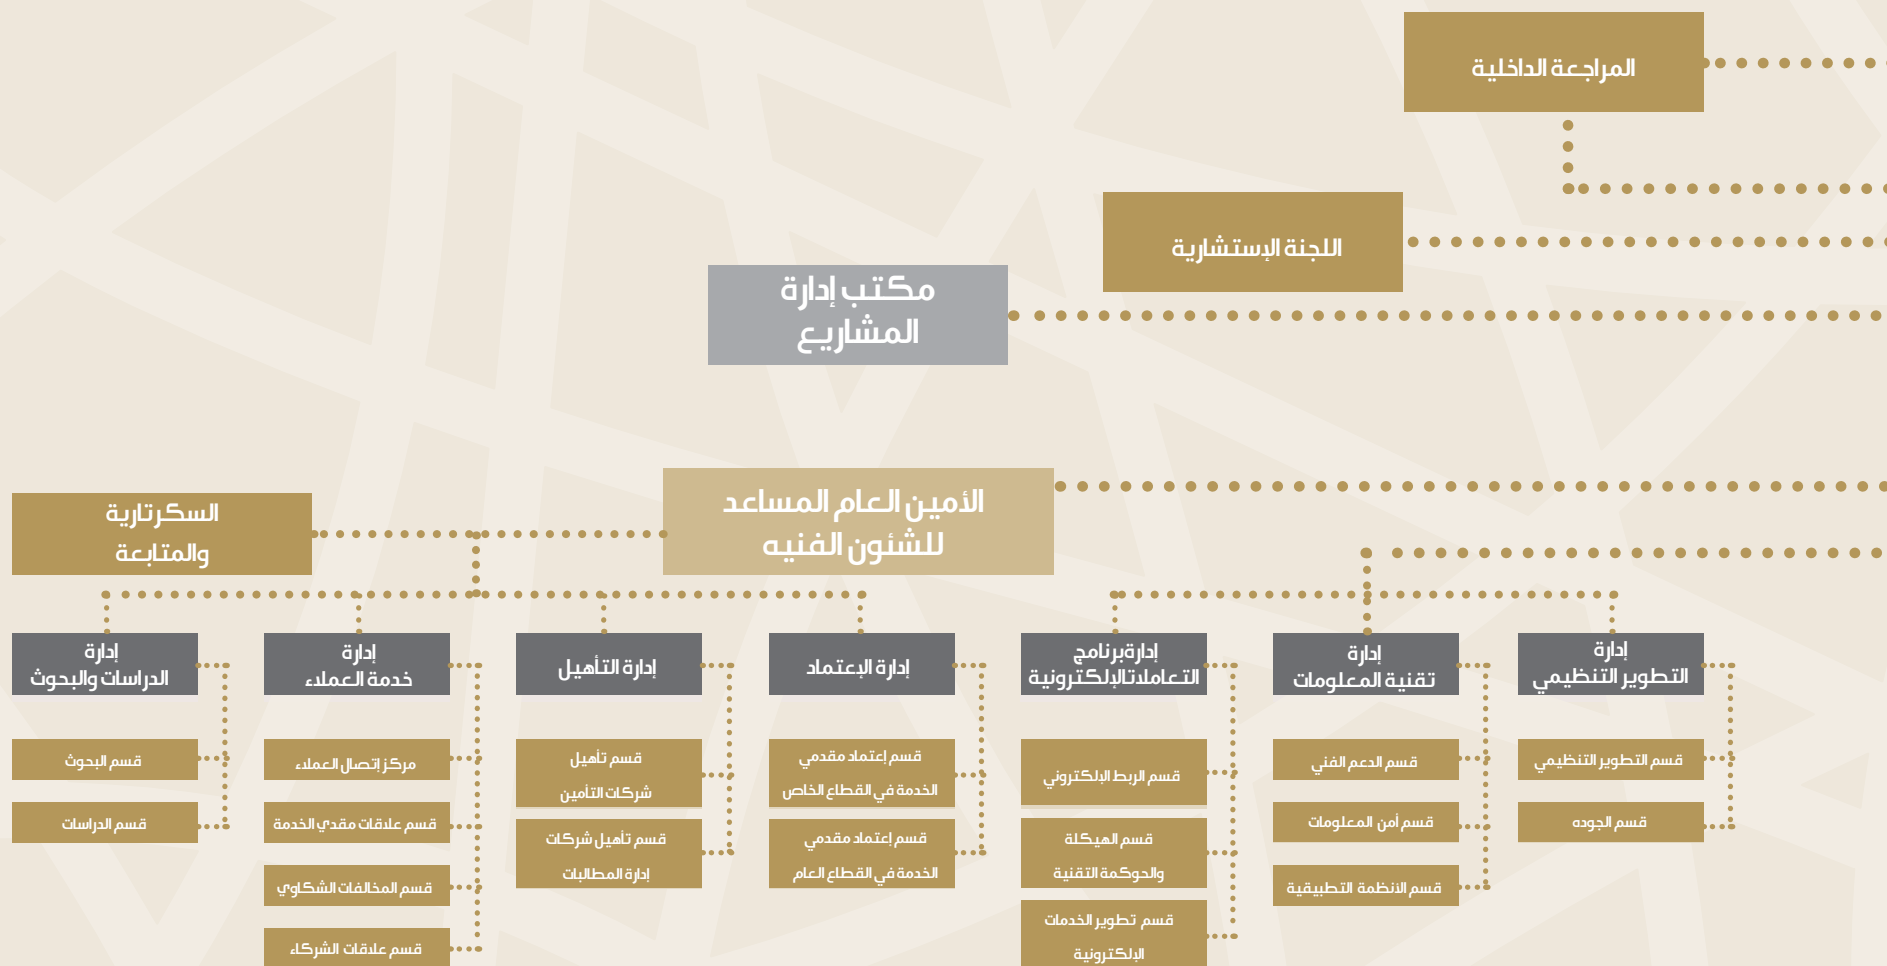 المراجعة الداخلية
اللجنة الإستشارية
مكتب إدارة
المشاريع
الأمين العام المساعد
للشئون الفنيه
السكرتارية
والمتابعة
إدارة
التطوير التنظيمي
قسم التطوير التنظيمي
قسم الجوده
إدارة
تقنية المعلومات
قسم الدعم الفني
قسم أمن المعلومات
قسم الأنظمة التطبيقية
إدارةبرنامج
التعاملاتالإلكترونية
قسم الربط الإلكتروني
قسم الهيكلة
والحوكمة التقنية
قسم تطوير الخدمات
الإلكترونية
إدارة الإعتماد
قسم إعتماد مقدمي
الخدمة في القطاع الخاص
قسم إعتماد مقدمي
الخدمة في القطاع العام
إدارة التأهيل
قسم تأهيل
شركات التأمين
قسم تأهيل شركات
إدارة المطالبات
إدارة
خدمة العملاء
مركز إتصال العملاء
قسم علاقات مقدي الخدمة
قسم المخالفات الشكاوي
قسم علاقات الشركاء
إدارة
الدراسات والبحوث
قسم البحوث
قسم الدراسات